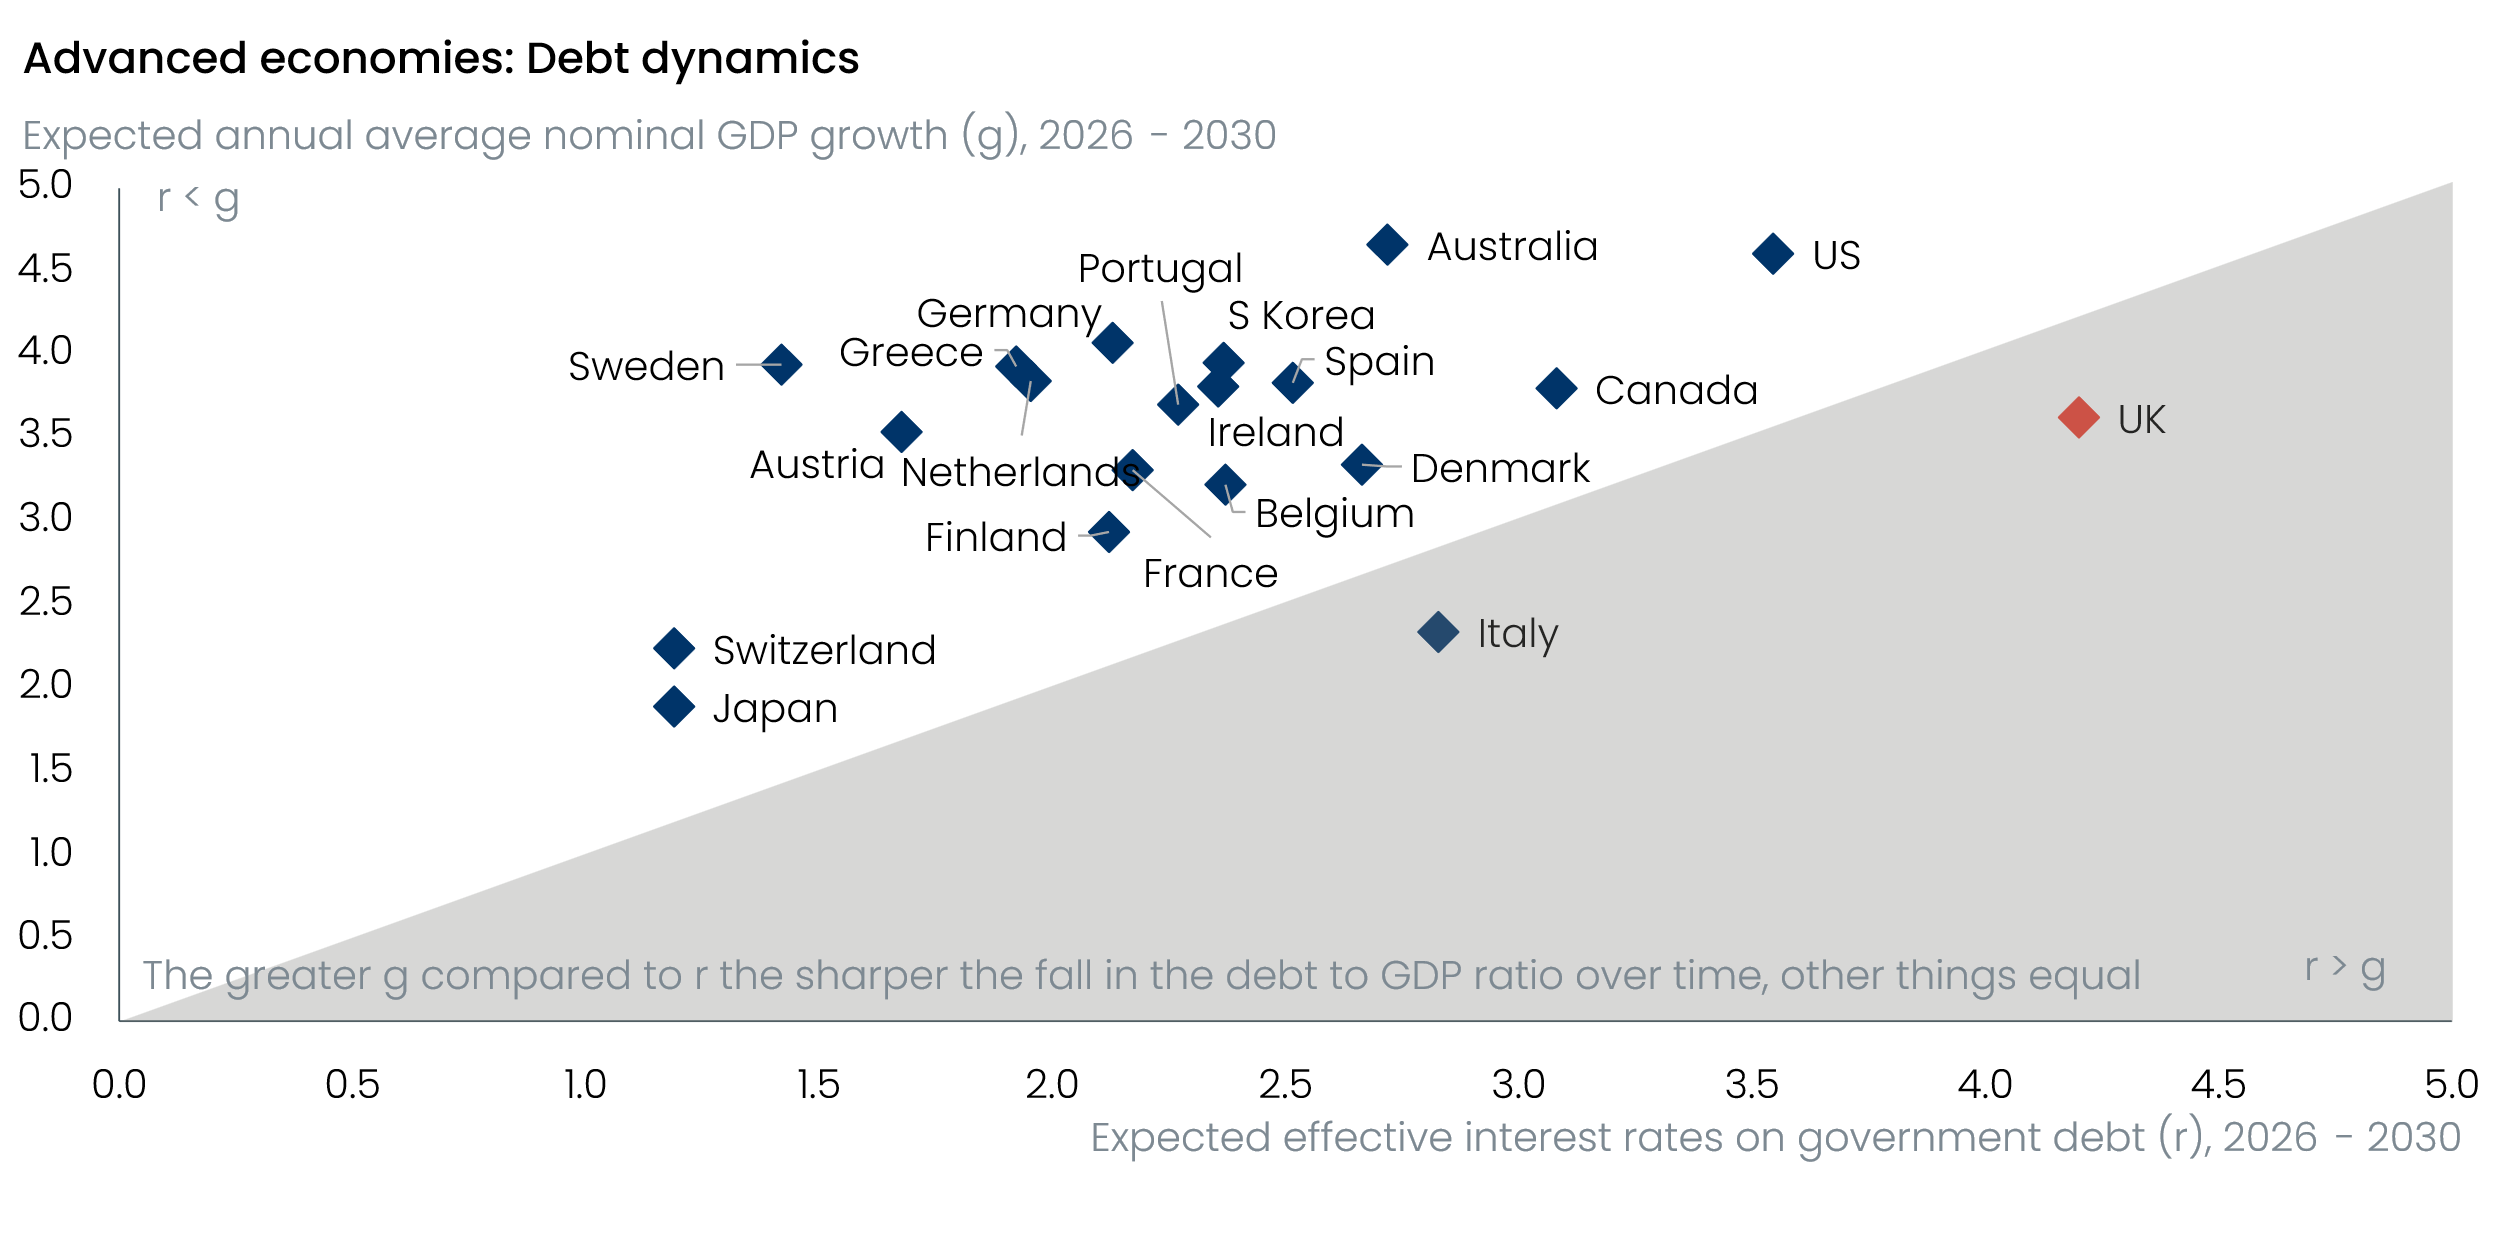 Advanced economies: Debt dynamics
Expected annual average nominal GDP growth (g), 2026 - 2030
5.0
r < g
4.5
4.0
3.5
3.0
2.5
2.0
1.5
1.0
0.5
0.0
Australia
US
Portugal
Germany
S Korea
Greece
Sweden
Spain
Canada
UK
Ireland
Austria
Netherlands
Denmark
Belgium
Finland
France
Italy
Switzerland
Japan
The greater g compared to r the sharper the fall in the debt to GDP ratio over time, other things equal
r > g
0.0 0.5 1.0 1.5 2.0 2.5 3.0 3.5 4.0 4.5 5.0
Expected effective interest rates on government debt (r), 2026 - 2030